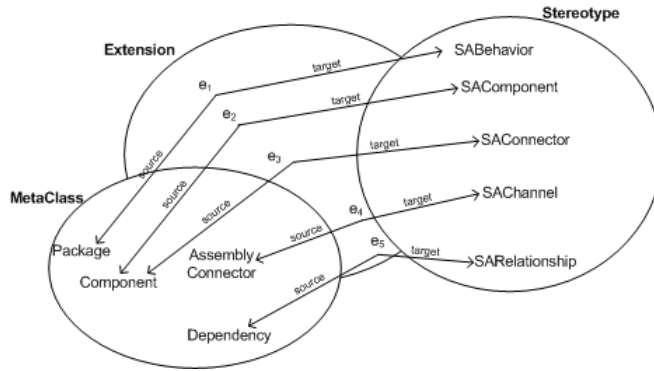 Stereotype
Extension
SABehavior
target
e1
SAComponent
target
e2
SAConnector
target
e3
source
source
source
MetaClass
SAChannel
target
e4
source
Package
Assembly
Connector
Component
e5
target
SARelationship
source
Dependency